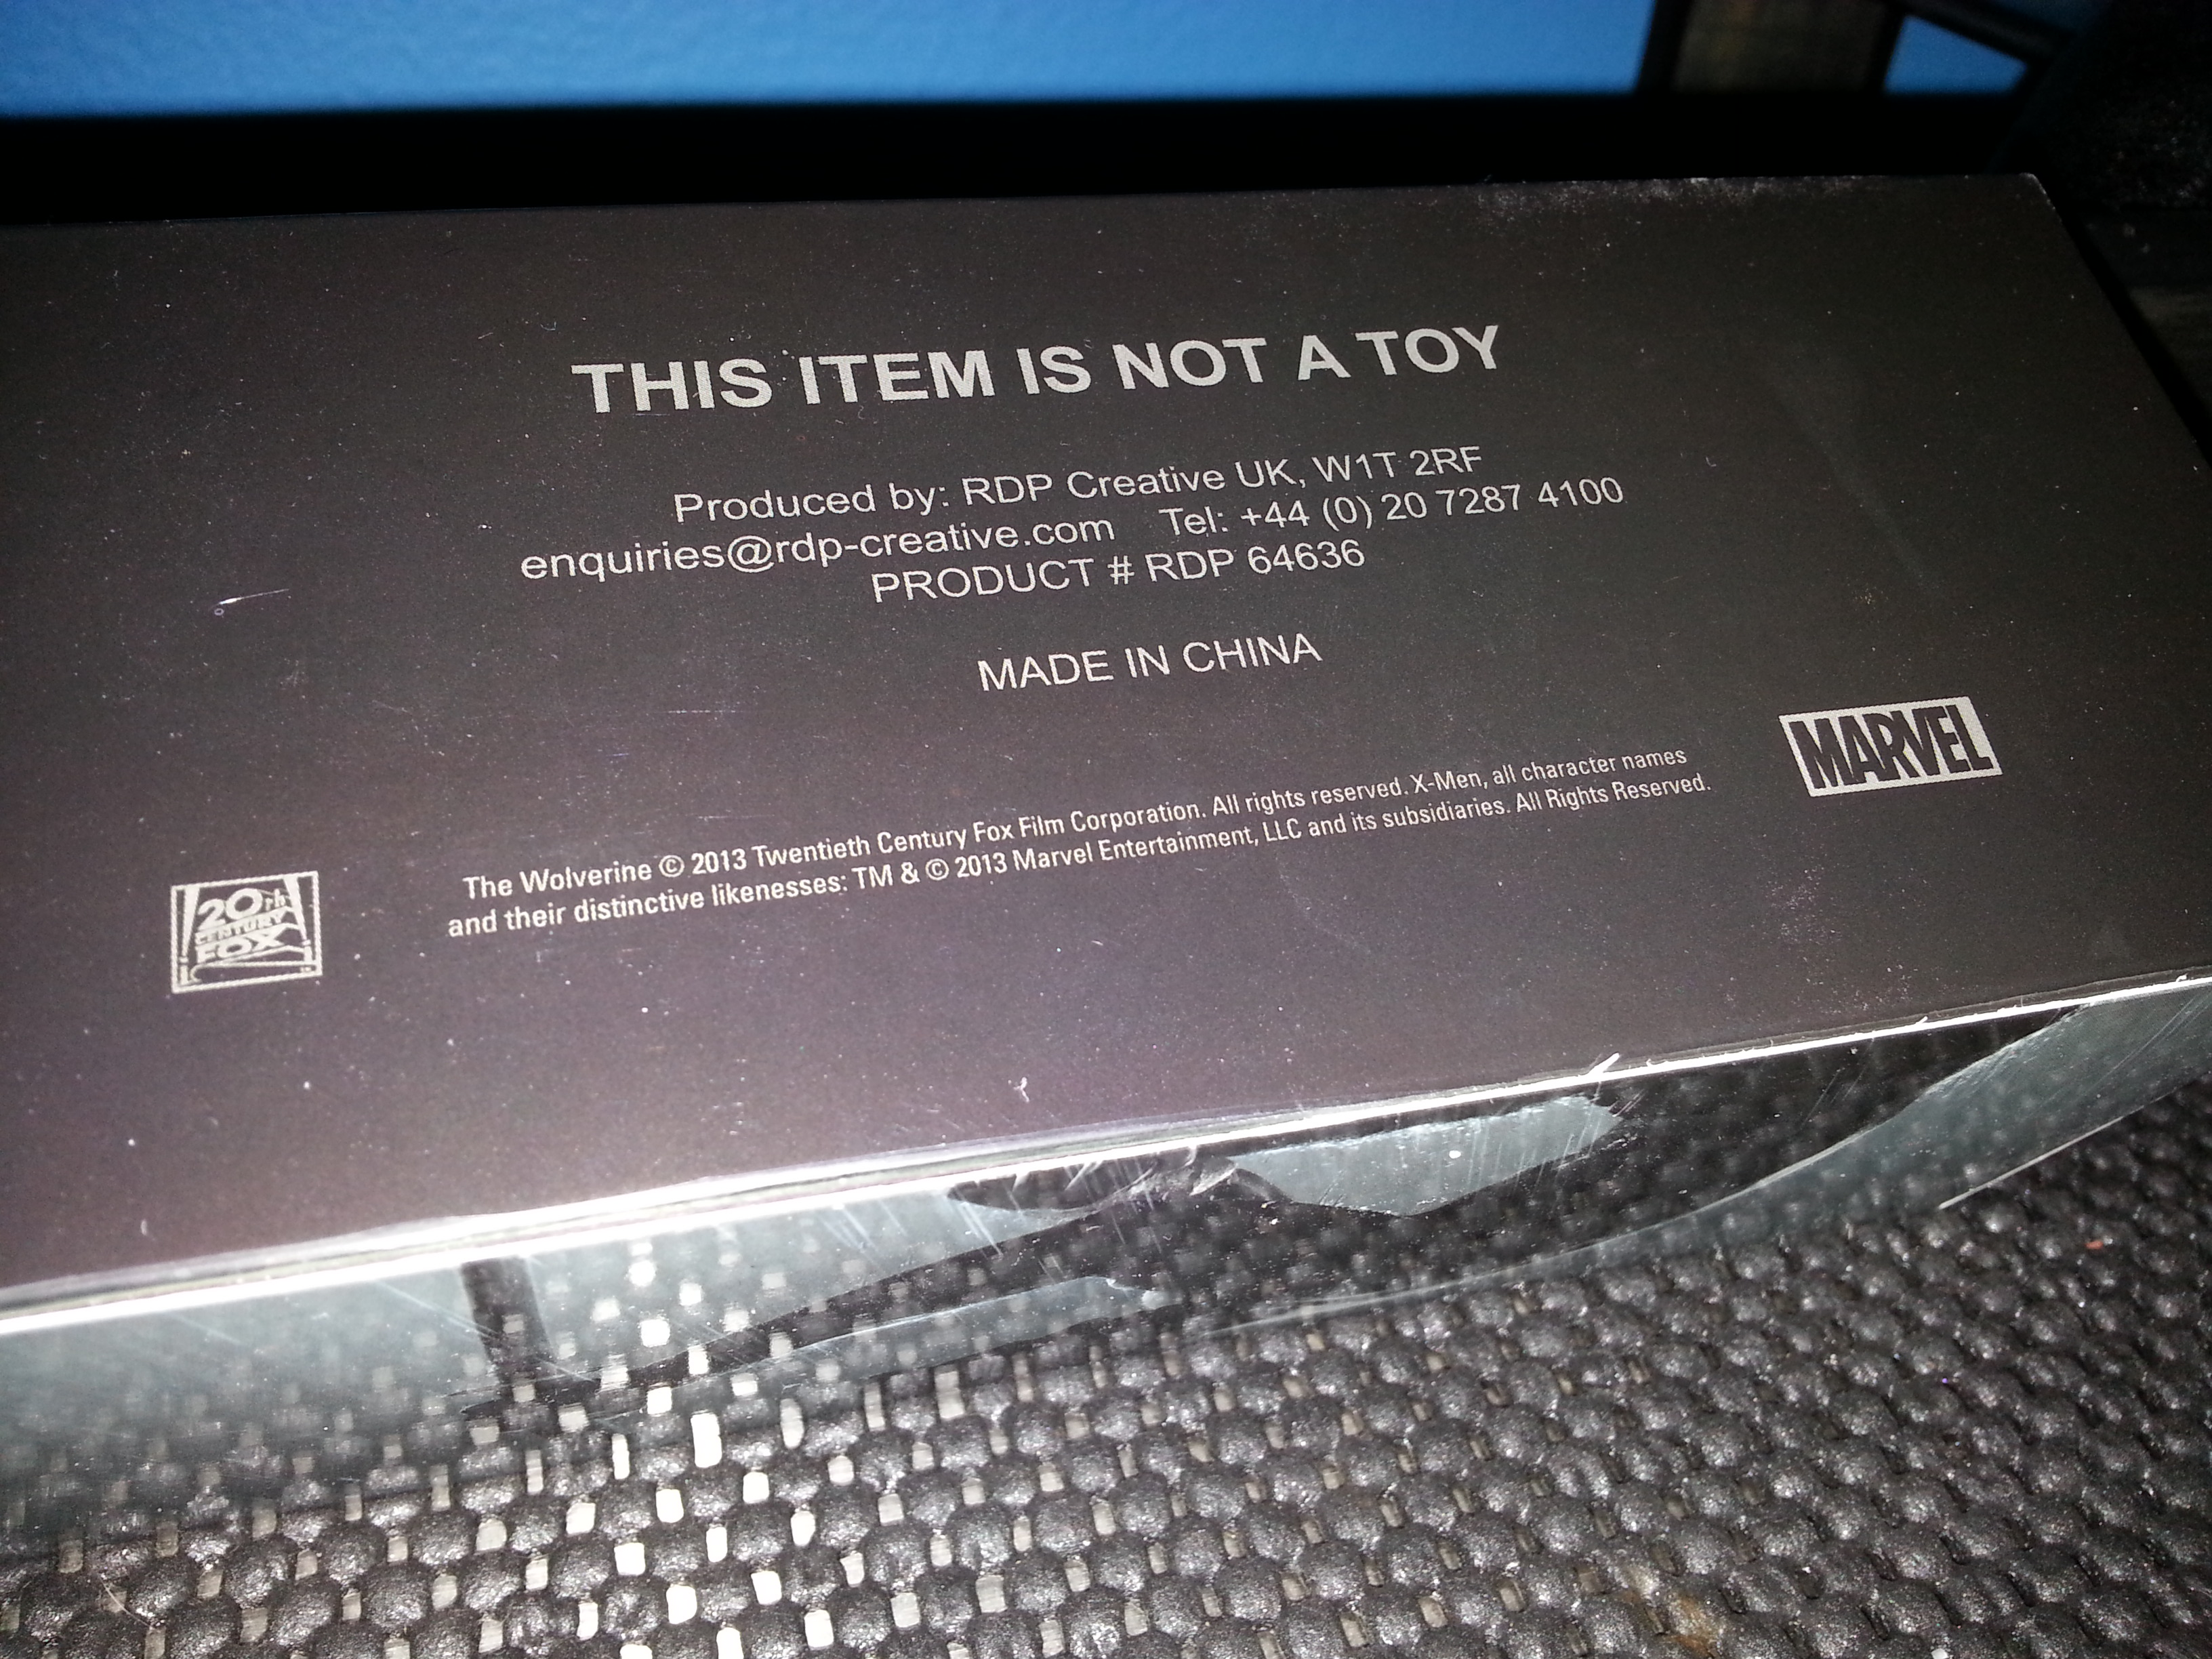 THIS ITEM IS NOT A TOY
Produced by: RDP Creative UK, W1T 2RF
enquiries@rdp-creative.com Tel: +44 (0) 20 7287 4100
PRODUCT # RDP 64636
MADE IN CHINA
MARVEL
The Wolverine © 2013 Twentieth Century Fox Film Corporation. All rights reserved. X-Men, all character names
and their distinctive likenesses: TM & © 2013 Marvel Entertainment, LLC and its subsidiaries. All Rights Reserved.
20th
CENTURY
FOX